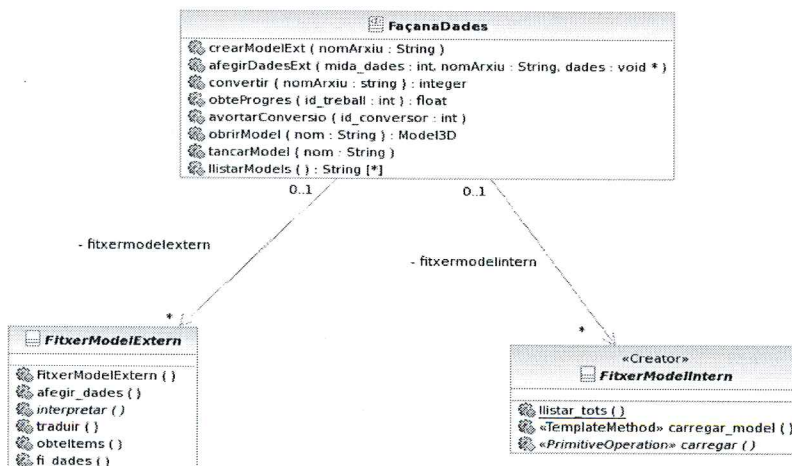 FaçanaDades
crearModelExt ( nomArxiu : String )
afegirDadesExt ( mida_dades : int, nomArxiu : String, dades : void * )
convertir ( nomArxiu : string ) : integer
obteProgres ( id_treball : int ) : float
avortarConversio ( id_conversor : int )
obrirModel ( nom : String ) : Model3D
tancarModel ( nom : String )
llistarModels ( ) : String [*]
0..1
0..1
- fitxermodelextern
- fitxermodelintern
*
*
FitxerModelExtern
FitxerModelExtern ( )
afegir_dades ( )
interpretar ( )
traduir ( )
obteItems ( )
fi_dades ( )
«Creator»
FitxerModelIntern
llistar_tots ( )
«TemplateMethod» carregar_model ( )
«PrimitiveOperation» carregar ( )